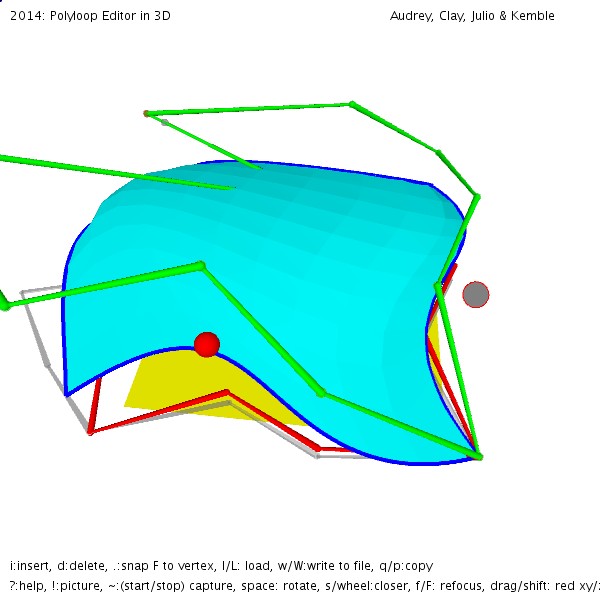 2014: Polyloop Editor in 3D
Audrey, Clay, Julio & Kemble
i:insert, d:delete, .:snap F to vertex, l/L: load, w/W:write to file, q/p:copy
?:help, !:picture, ~:(start/stop) capture, space: rotate, s/wheel:closer, f/F: refocus, drag/shift: red xy/